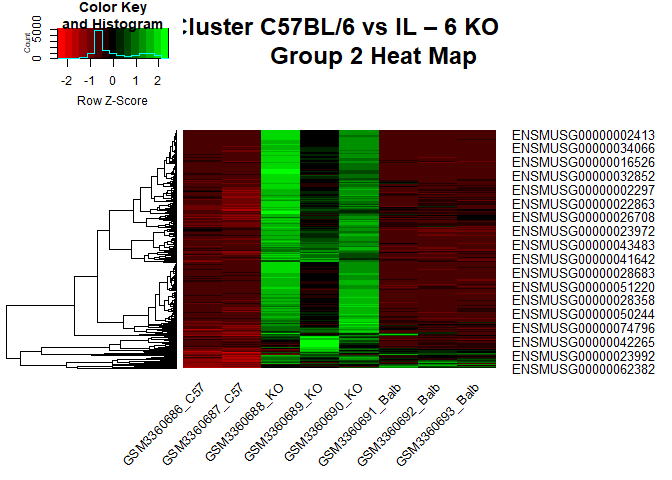 Color Key
and Histogram
Count
0
5000
-2
-1
0
1
2
Row Z-Score
Cluster C57BL/6 vs IL – 6 KO
Group 2 Heat Map
ENSMUSG00000002413
ENSMUSG00000034066
ENSMUSG00000016526
ENSMUSG00000032852
ENSMUSG00000002297
ENSMUSG00000022863
ENSMUSG00000026708
ENSMUSG00000023972
ENSMUSG00000043483
ENSMUSG00000041642
ENSMUSG00000028683
ENSMUSG00000051220
ENSMUSG00000028358
ENSMUSG00000050244
ENSMUSG00000074796
ENSMUSG00000042265
ENSMUSG00000023992
ENSMUSG00000062382
GSM3360686_C57
GSM3360687_C57
GSM3360688_KO
GSM3360689_KO
GSM3360690_KO
GSM3360691_Balb
GSM3360692_Balb
GSM3360693_Balb